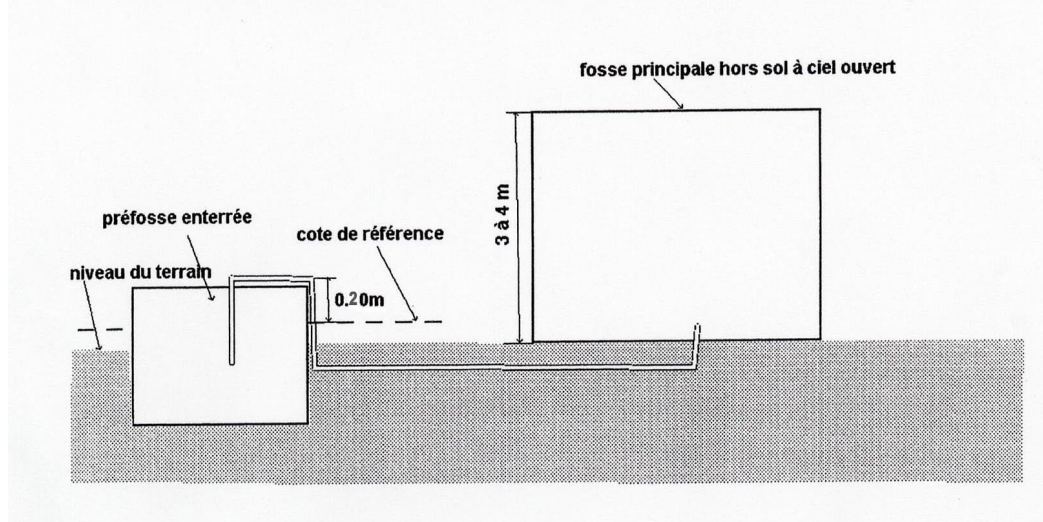 fosse principale hors sol à ciel ouvert
3 à 4 m
préfosse enterrée
cote de référence
niveau du terrain
0.20m